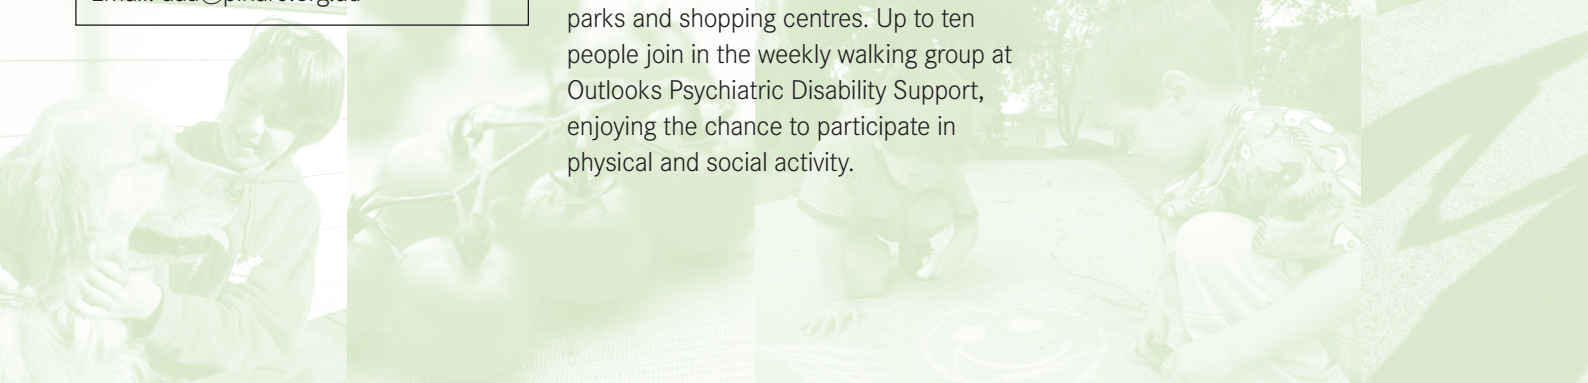 parks and shopping centres. Up to ten
people join in the weekly walking group at
Outlooks Psychiatric Disability Support,
enjoying the chance to participate in
physical and social activity.